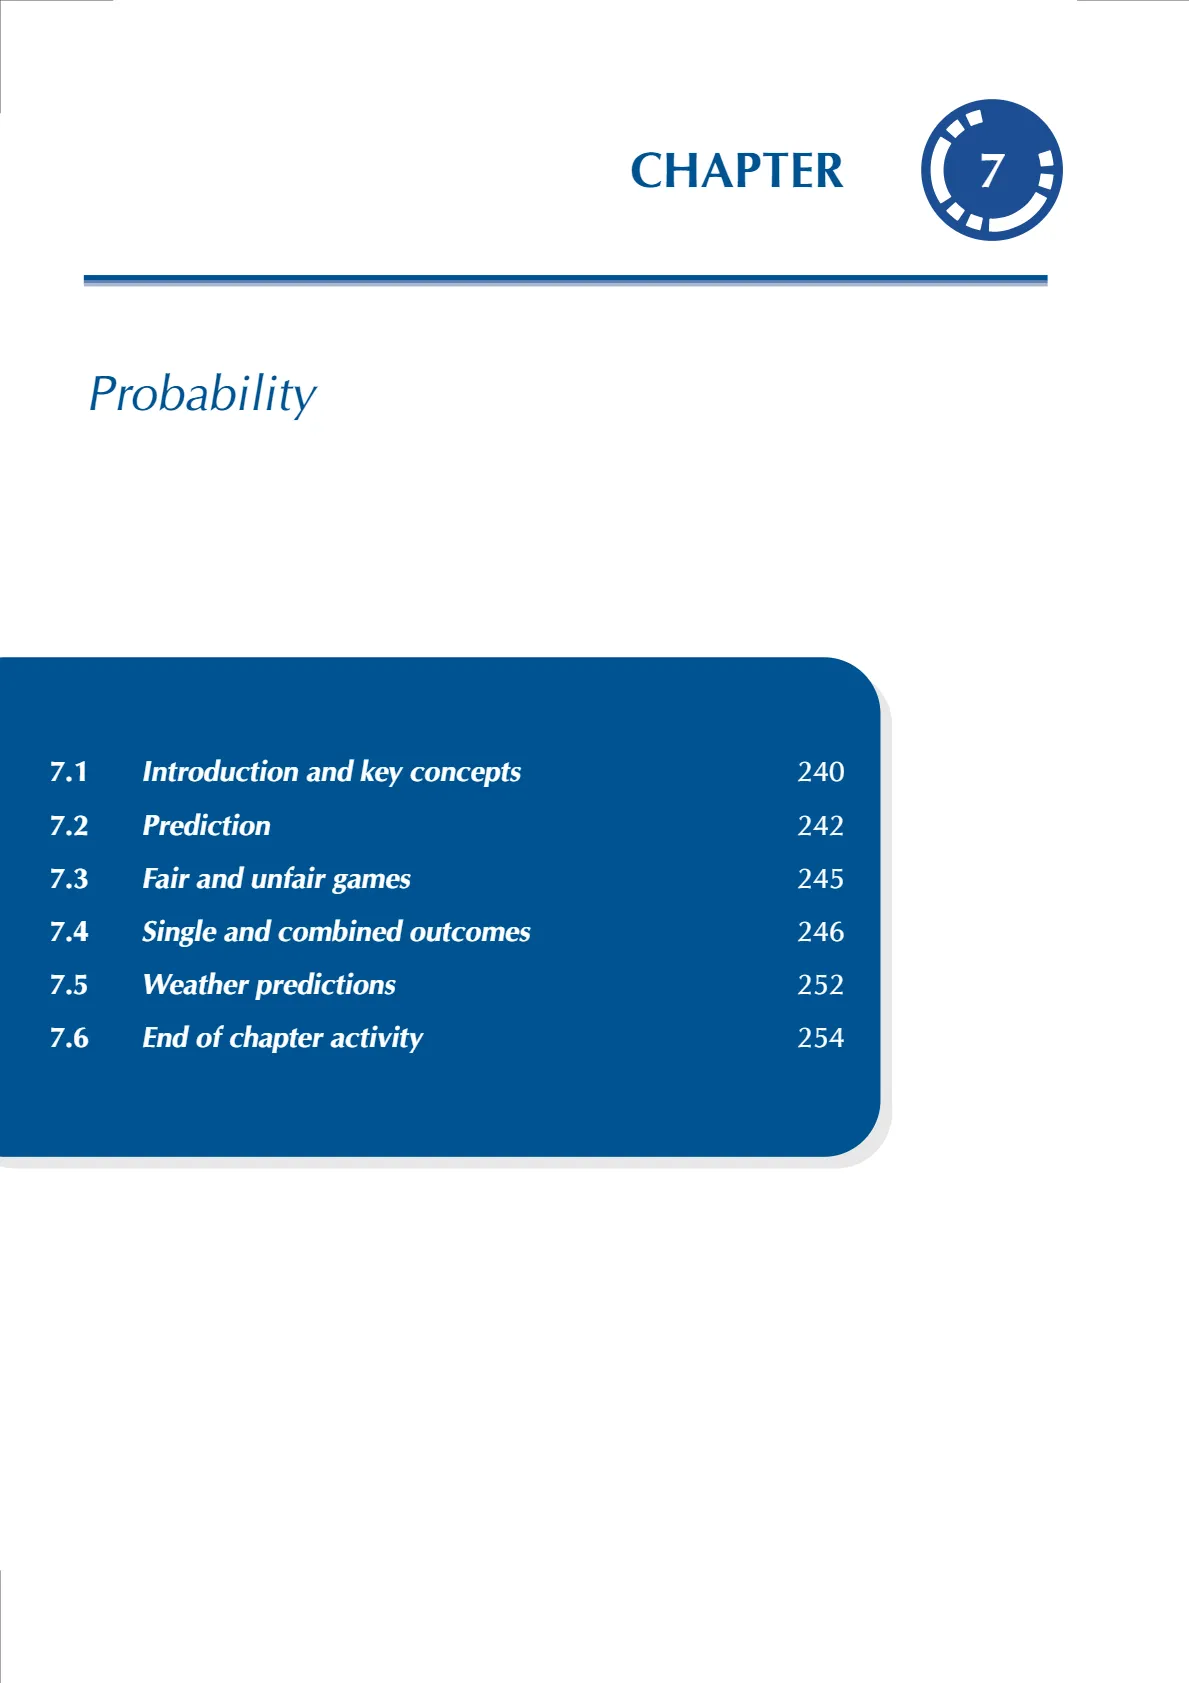 CHAPTER 7
Probability
7.1 Introduction and key concepts 240
7.2 Prediction 242
7.3 Fair and unfair games 245
7.4 Single and combined outcomes 246
7.5 Weather predictions 252
7.6 End of chapter activity 254